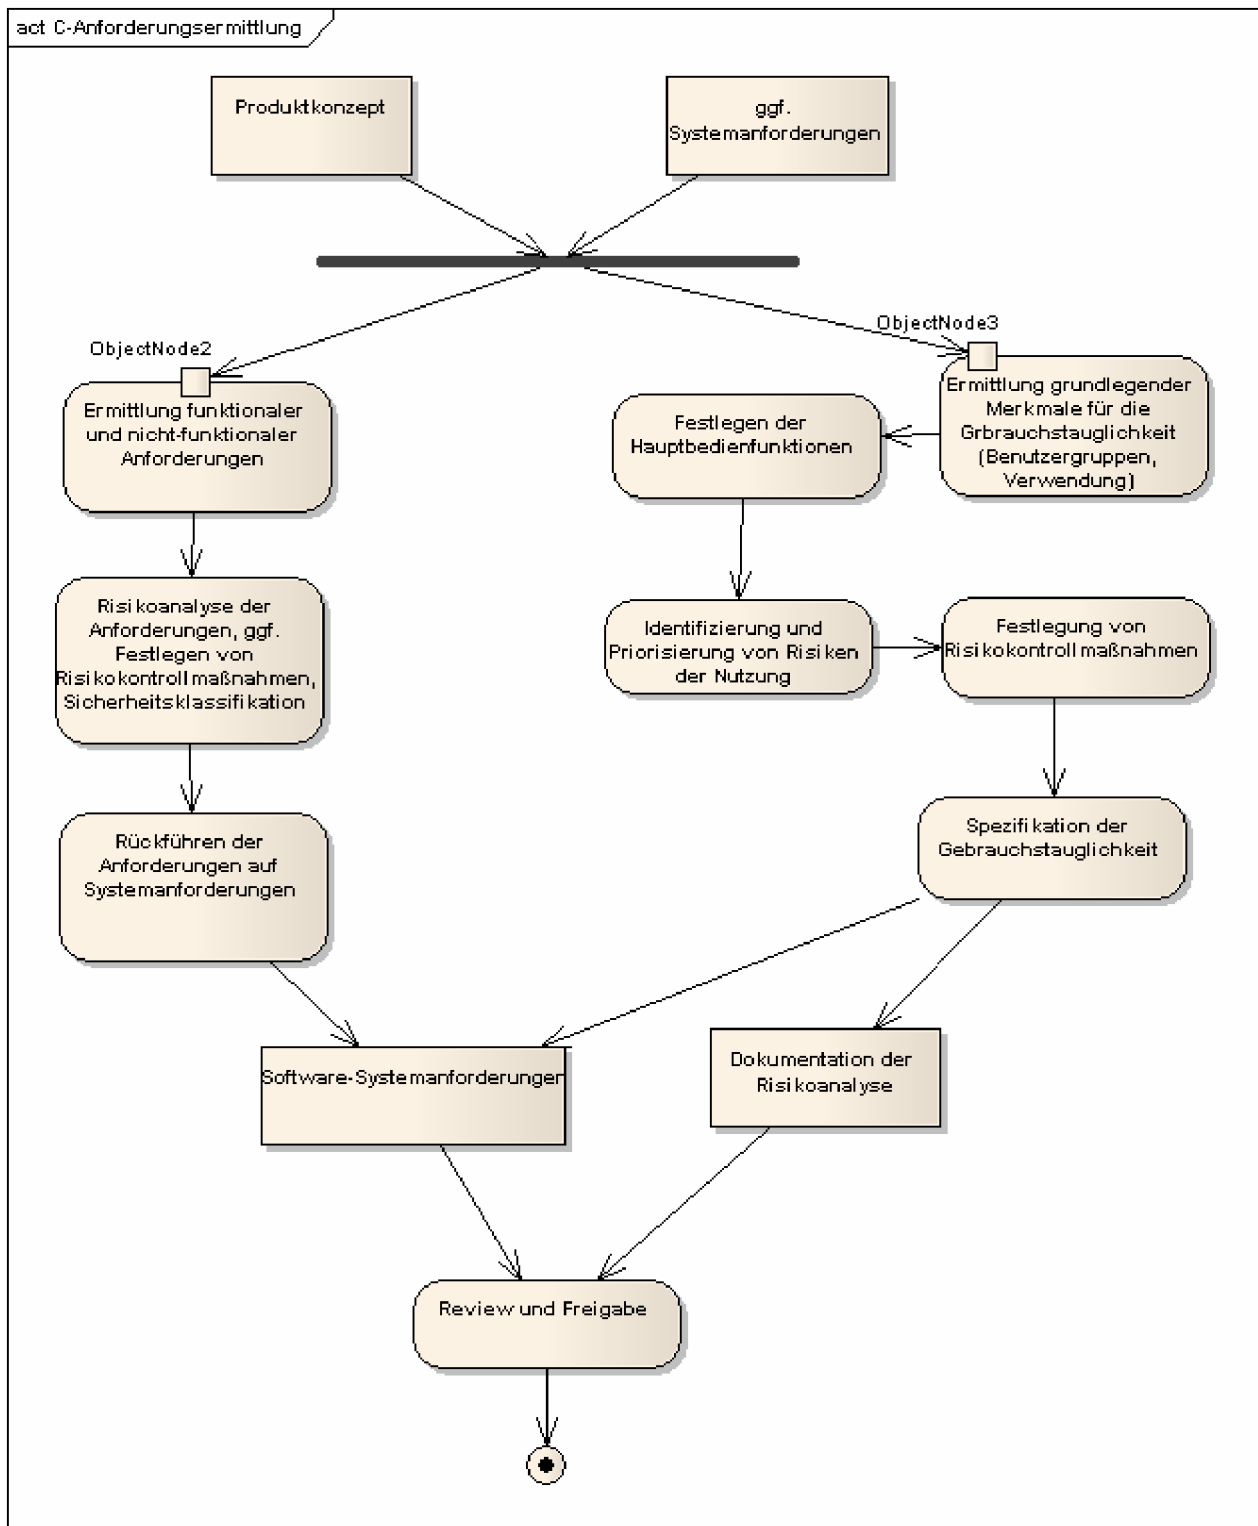 act C-Anforderungsermittlung
Produktkonzept
ggf.
Systemanforderungen
ObjectNode3
ObjectNode2
Ermittlung funktionaler
und nicht-funktionaler
Anforderungen
Festlegen der
Hauptbedienfunktionen
Ermittlung grundlegender
Merkmale für die
Grbrauchstauglichkeit
(Benutzergruppen,
Verwendung)
Risikoanalyse der
Anforderungen, ggf.
Festlegen von
Risikokontrollmaßnahmen,
Sicherheitsklassifikation
Identifizierung und
Priorisierung von Risiken
der Nutzung
Festlegung von
Risikokontrollmaßnahmen
Rückführen der
Anforderungen auf
Systemanforderungen
Spezifikation der
Gebrauchstauglichkeit
Software-Systemanforderungen
Dokumentation der
Risikoanalyse
Review und Freigabe